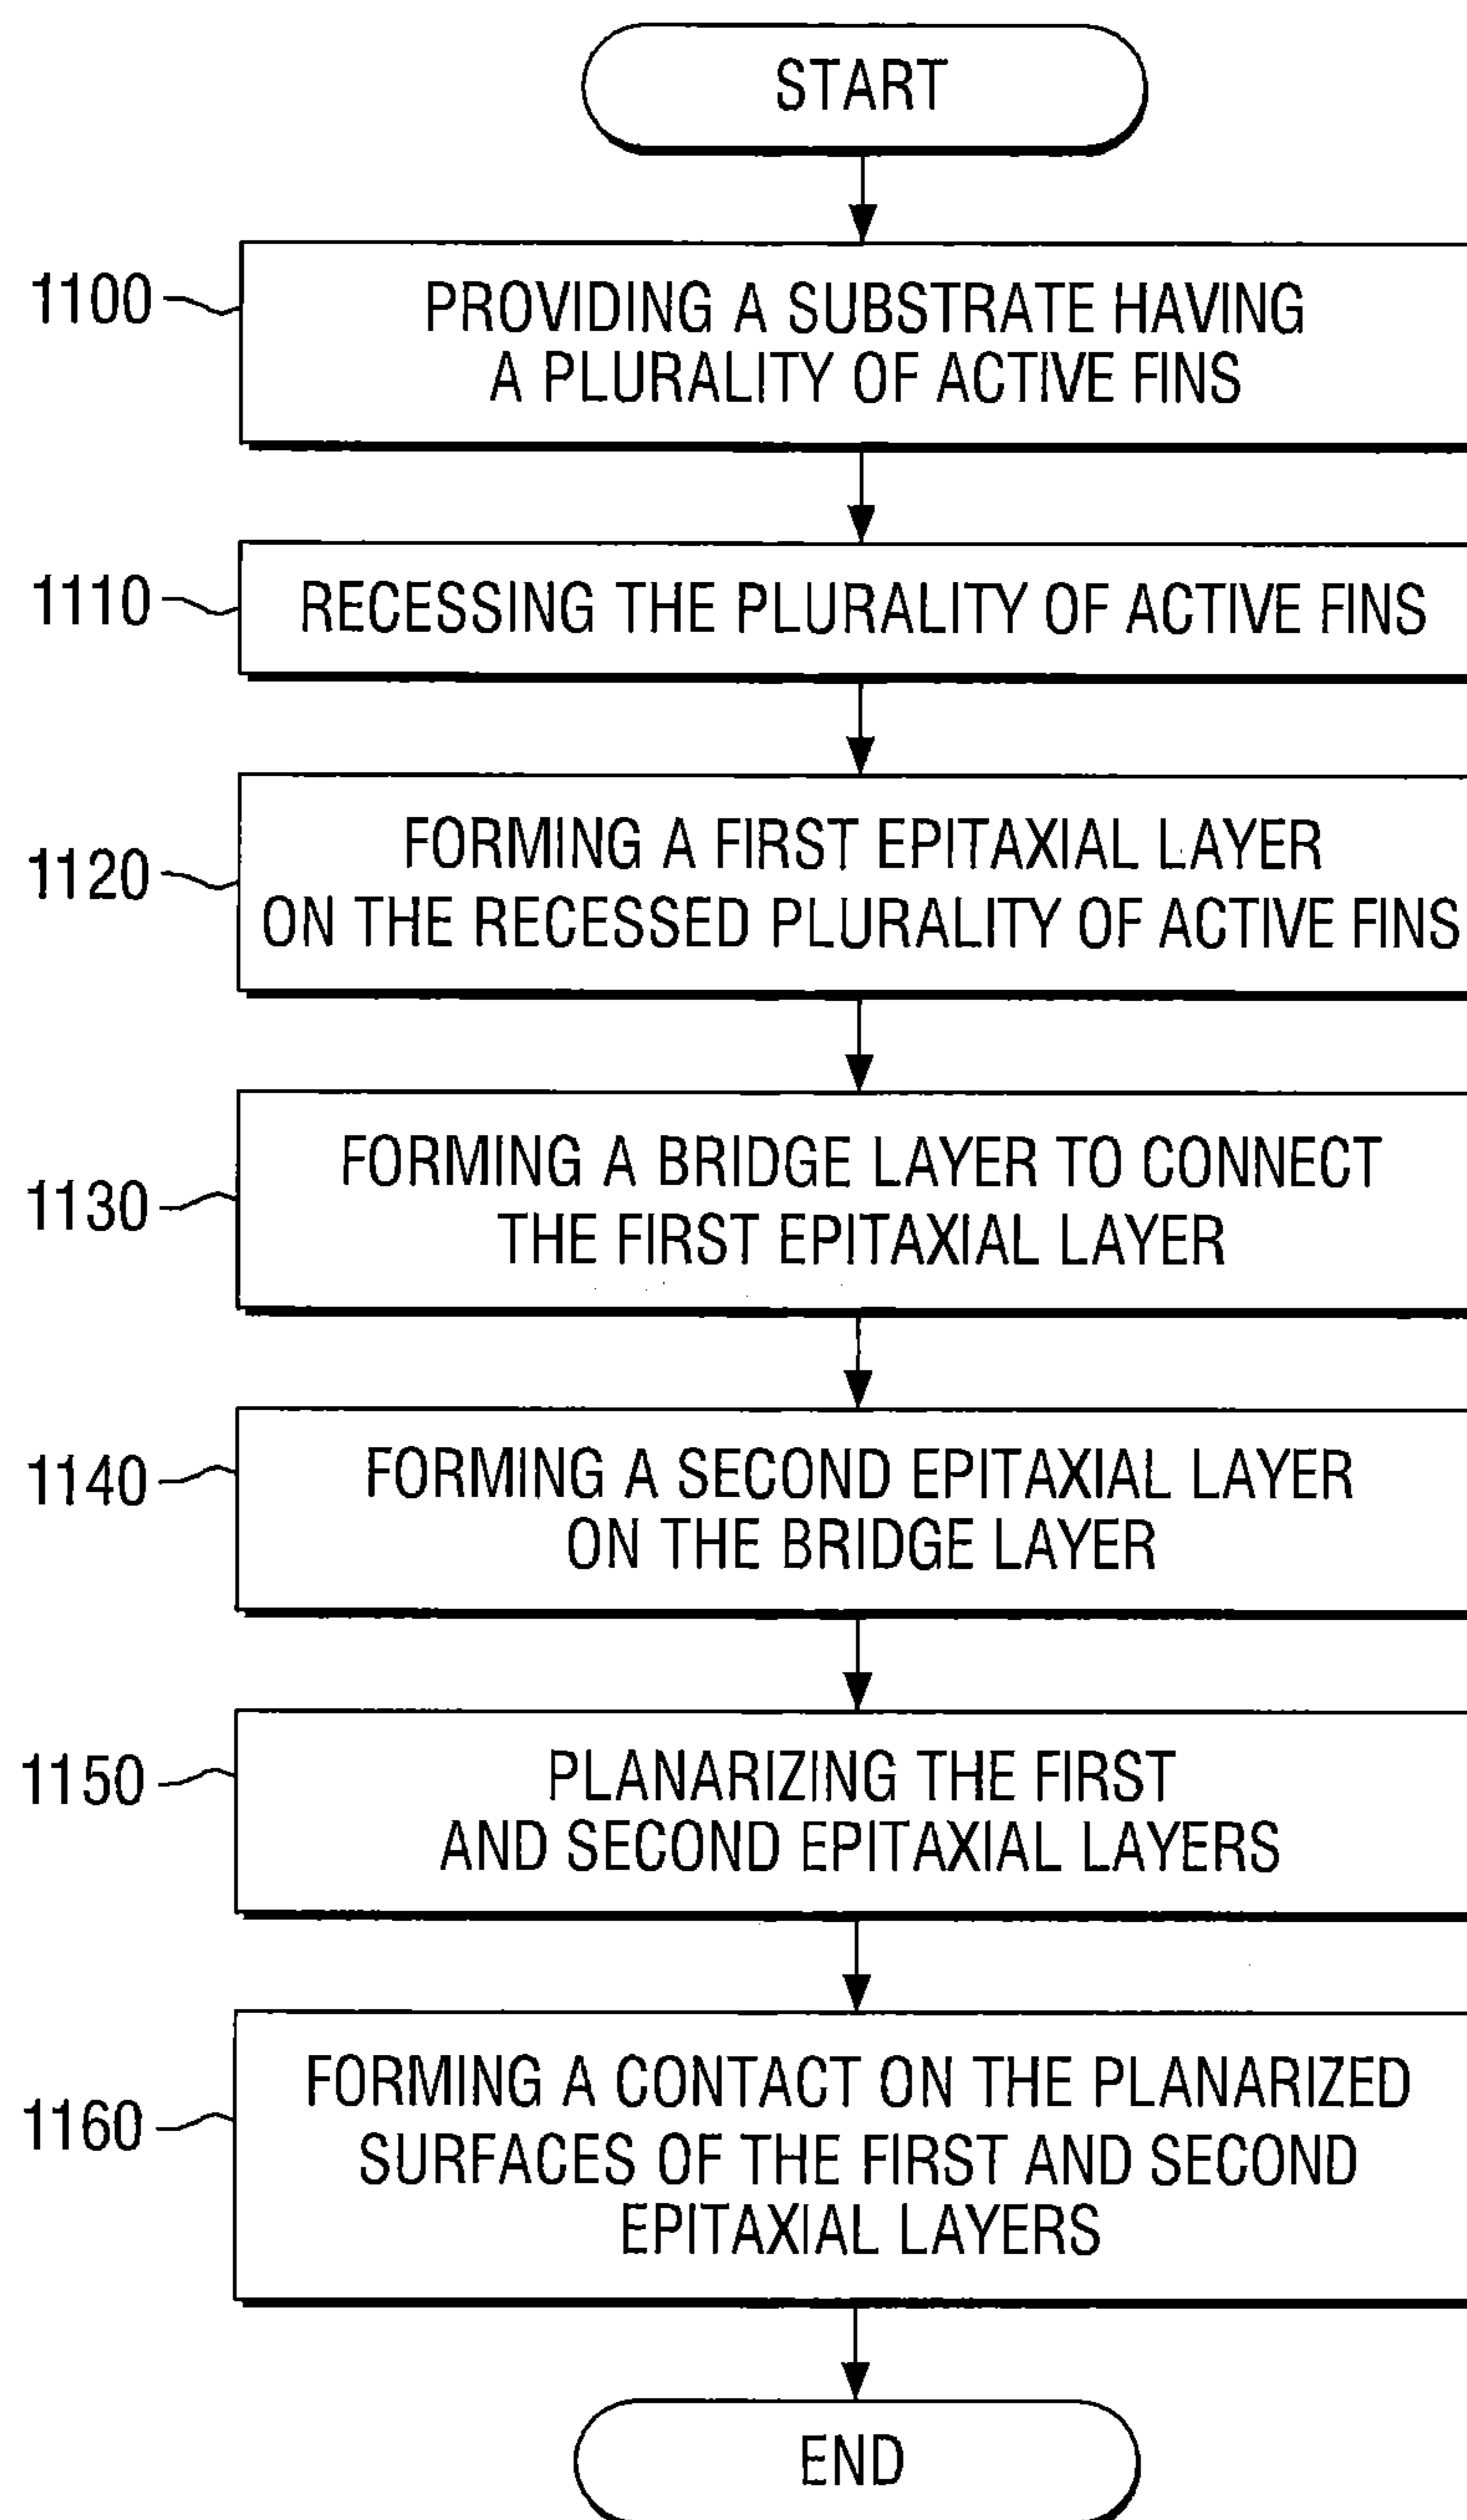 START
1100
PROVIDING A SUBSTRATE HAVING
A PLURALITY OF ACTIVE FINS
1110
RECESSING THE PLURALITY OF ACTIVE FINS
1120
FORMING A FIRST EPITAXIAL LAYER
ON THE RECESSED PLURALITY OF ACTIVE FINS
1130
FORMING A BRIDGE LAYER TO CONNECT
THE FIRST EPITAXIAL LAYER
1140
FORMING A SECOND EPITAXIAL LAYER
ON THE BRIDGE LAYER
1150
PLANARIZING THE FIRST
AND SECOND EPITAXIAL LAYERS
1160
FORMING A CONTACT ON THE PLANARIZED
SURFACES OF THE FIRST AND SECOND
EPITAXIAL LAYERS
END